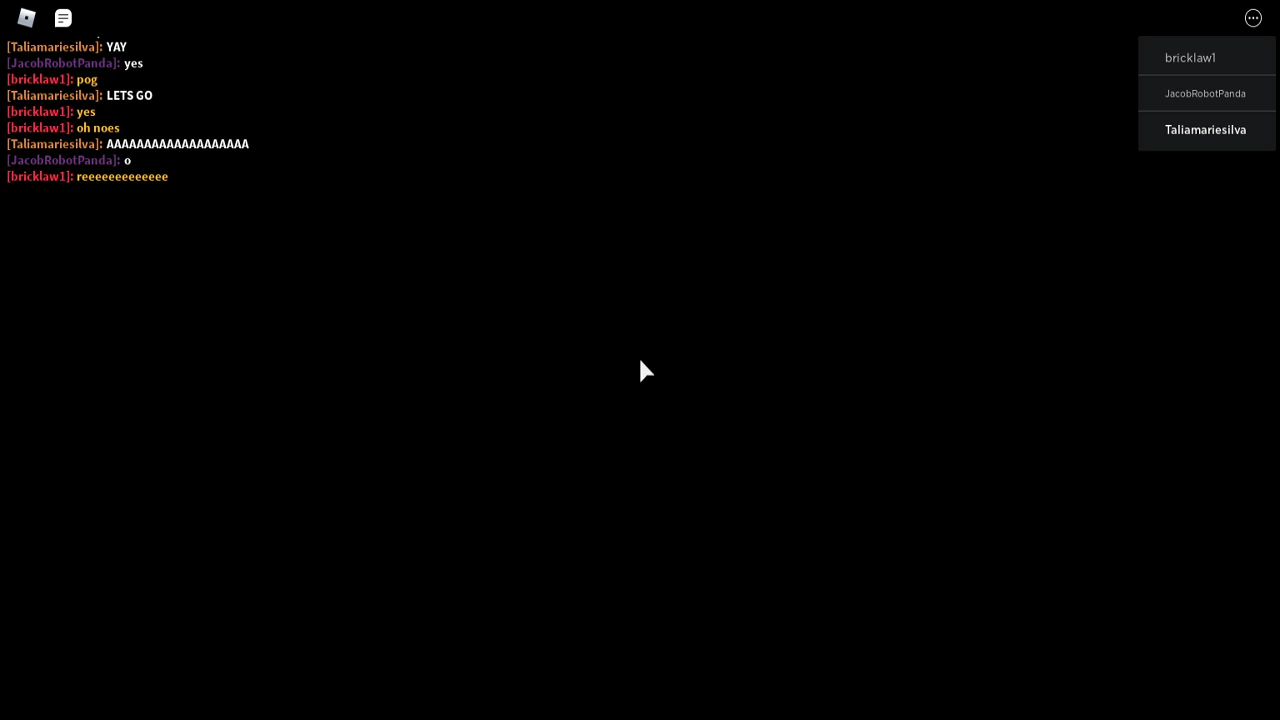 [Taliamariesilva]: YAY
[JacobRobotPanda]: yes
[bricklaw1]: pog
[Taliamariesilva]: LETS GO
[bricklaw1]: yes
[bricklaw1]: oh noes
[Taliamariesilva]: AAAAAAAAAAAAAAAAAAA
[JacobRobotPanda]: o
[bricklaw1]: reeeeeeeeeeeee
bricklaw1
JacobRobotPanda
Taliamariesilva